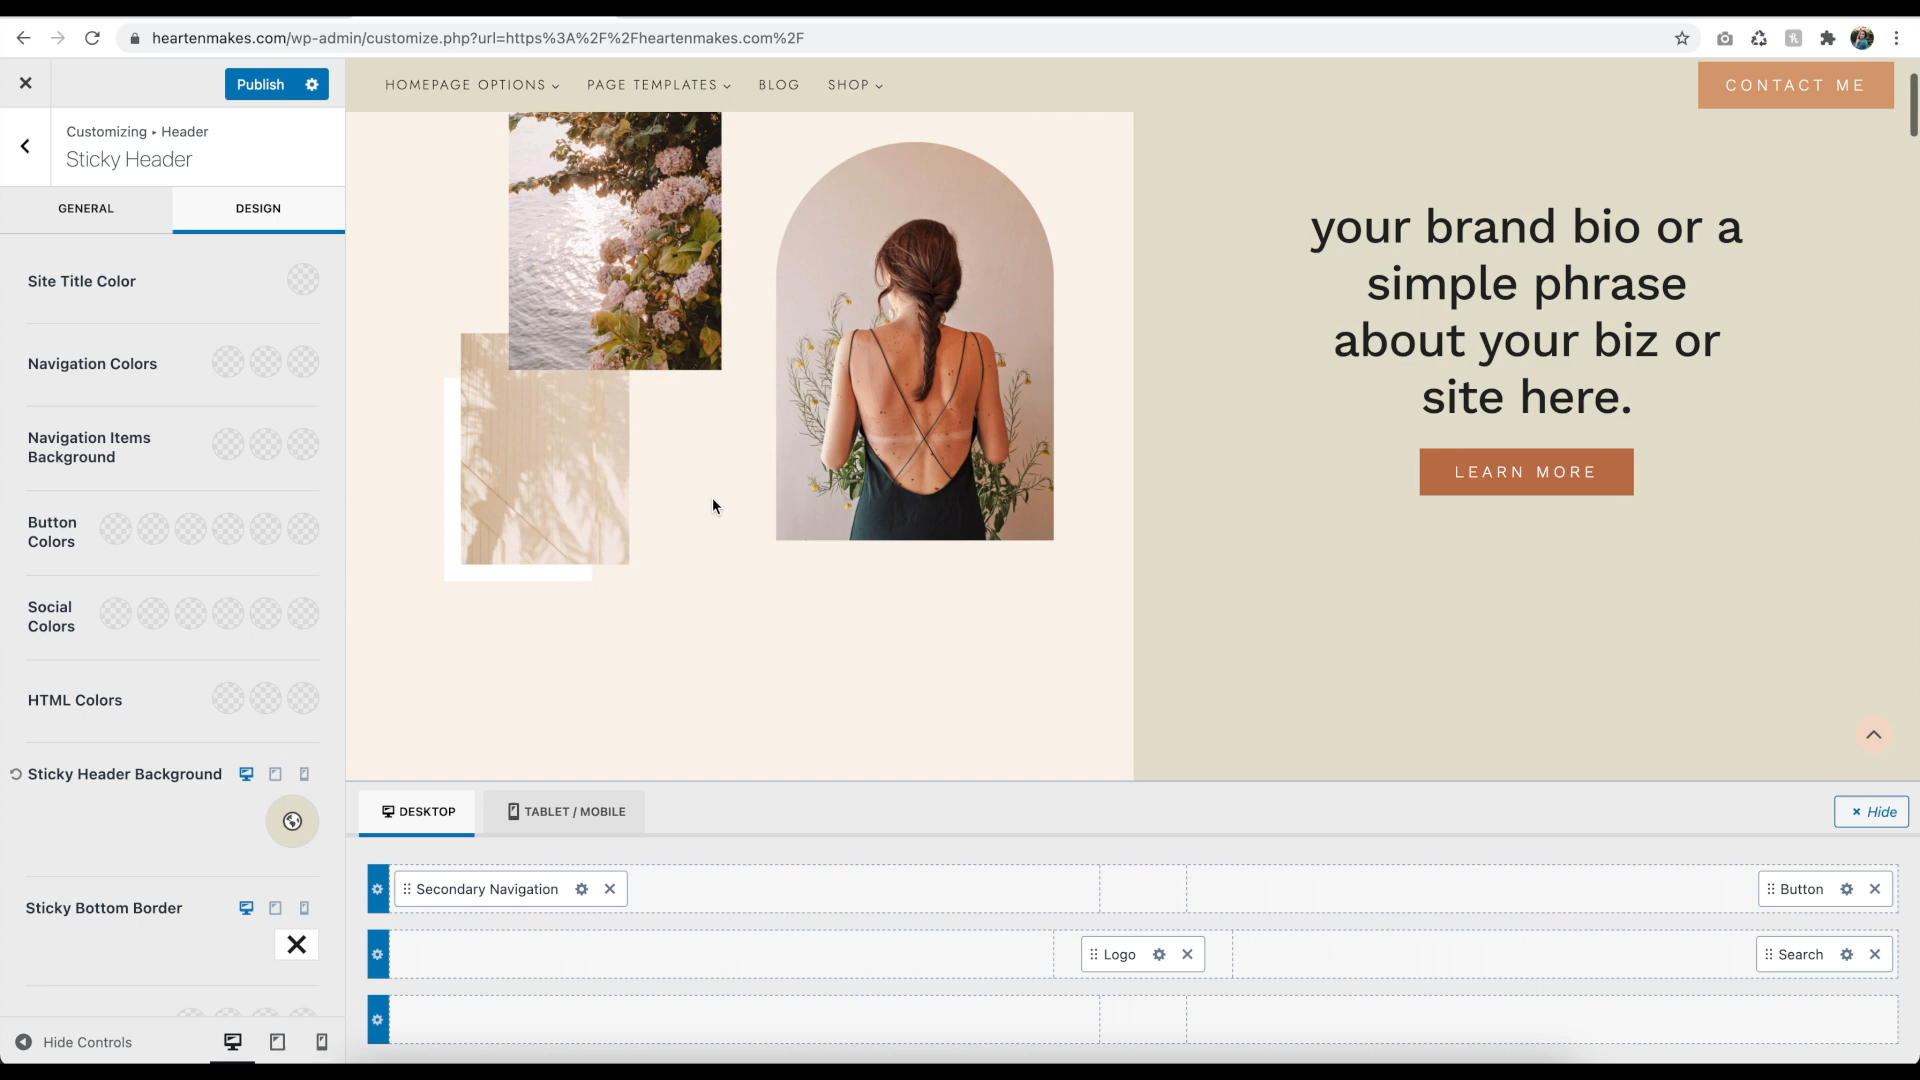 heartenmakes.com/wp-admin/customize.php?url=https%3A%2F%2Fheartenmakes.com%2F
Publish
Customizing ▸ Header
Sticky Header
GENERAL
DESIGN
Site Title Color
Navigation Colors
Navigation Items
Background
Button
Colors
Social
Colors
HTML Colors
Sticky Header Background
Sticky Bottom Border
Hide Controls
HOMEPAGE OPTIONS
PAGE TEMPLATES
BLOG
SHOP
CONTACT ME
your brand bio or a
simple phrase
about your biz or
site here.
LEARN MORE
DESKTOP
TABLET / MOBILE
× Hide
Secondary Navigation
Button
Logo
Search